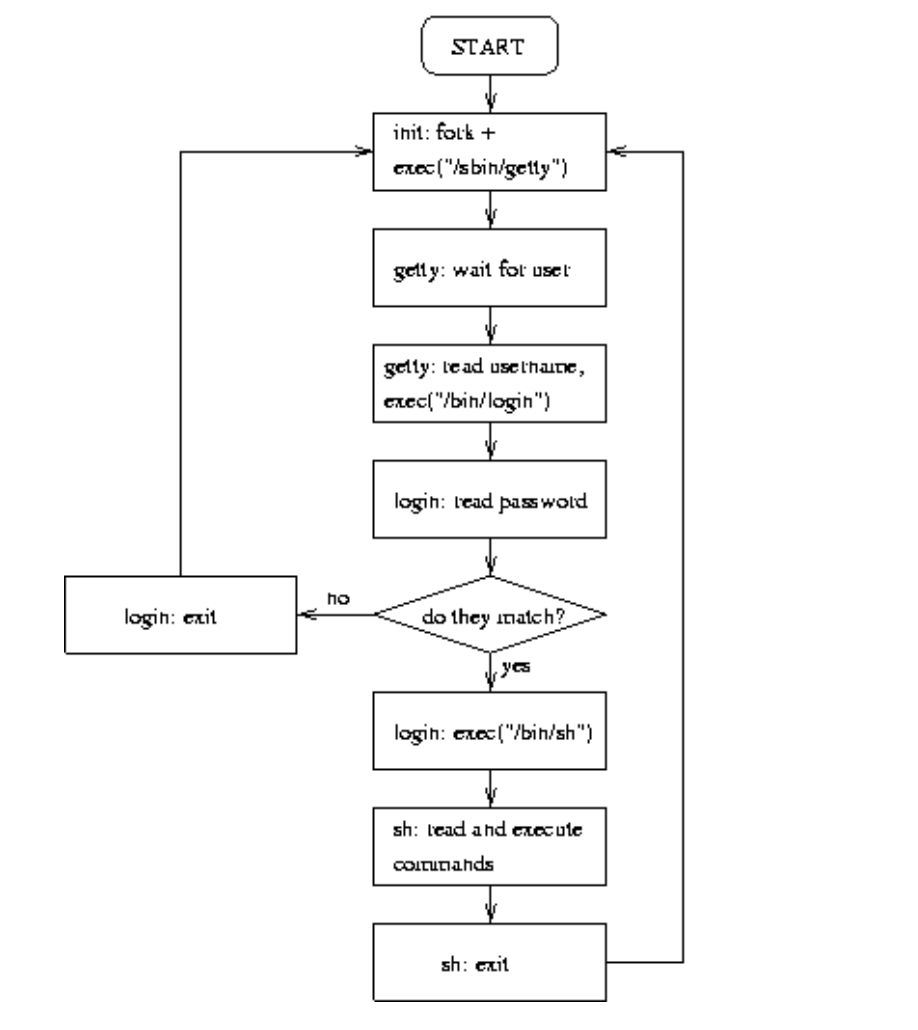 START
init: fork +
exec("/sbin/getty")
getty: wait for user
getty: read username,
exec("/bin/login")
login: read password
do they match?
no
login: exit
yes
login: exec("/bin/sh")
sh: read and execute
commands
sh: exit